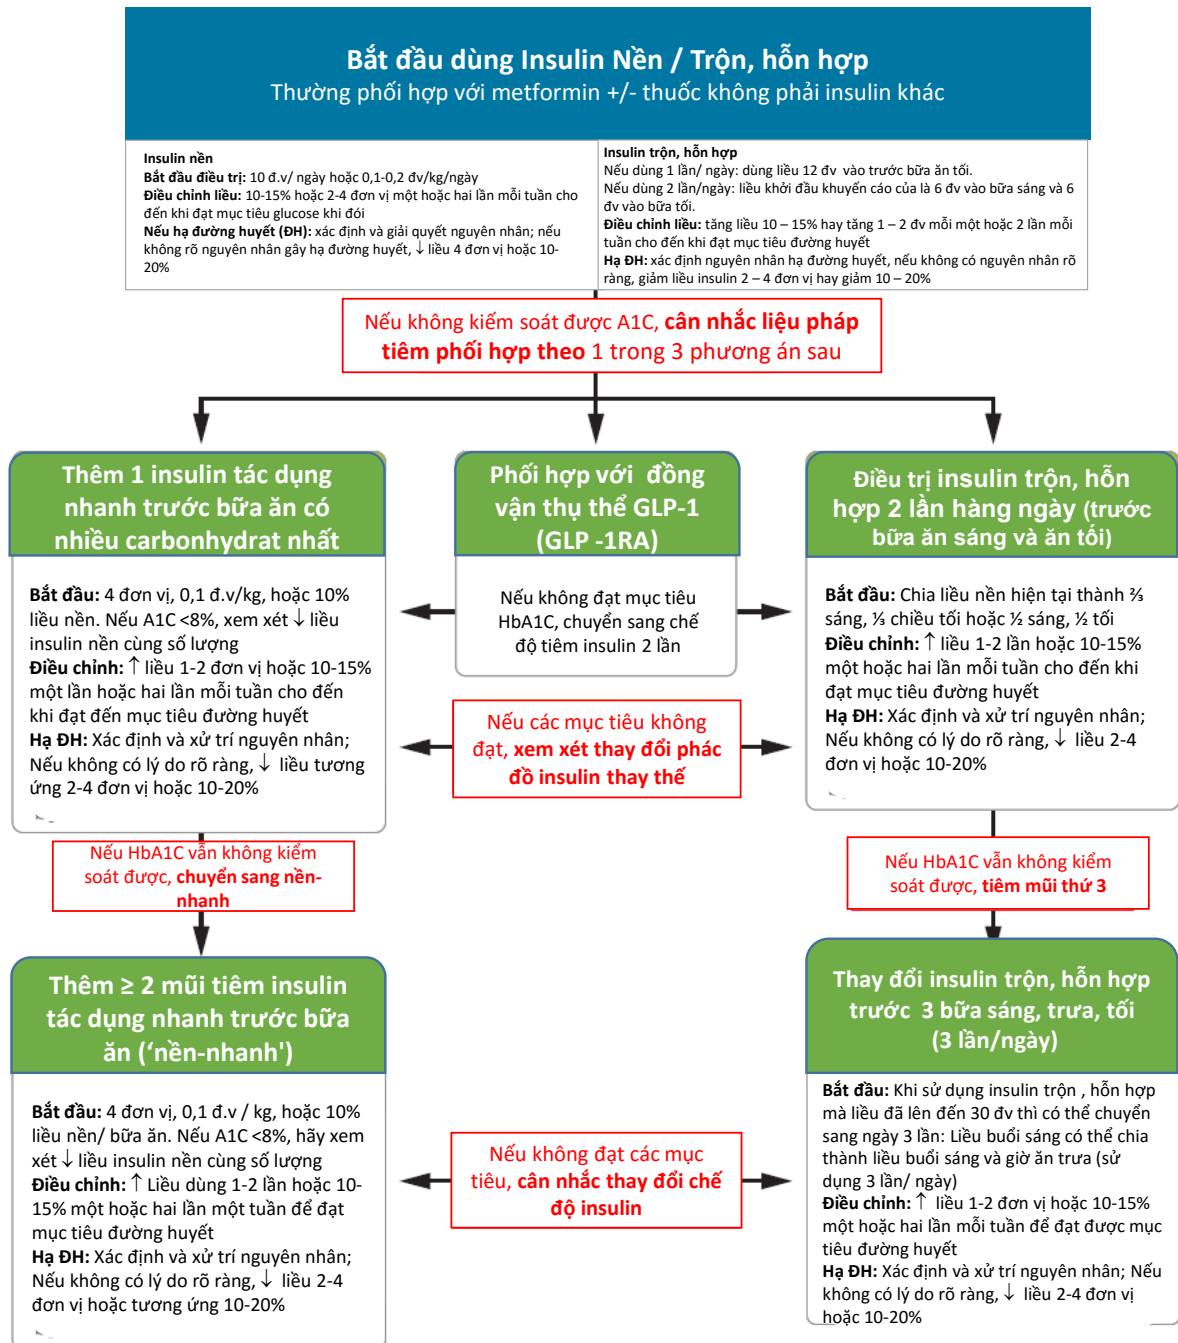 Bắt đầu dùng Insulin Nền / Trộn, hỗn hợp
Thường phối hợp với metformin +/- thuốc không phải insulin khác
Insulin nền
Bắt đầu điều trị: 10 đ.v/ ngày hoặc 0,1-0,2 đv/kg/ngày
Điều chỉnh liều: 10-15% hoặc 2-4 đơn vị một hoặc hai lần mỗi tuần cho
đến khi đạt mục tiêu glucose khi đói
Nếu hạ đường huyết (ĐH): xác định và giải quyết nguyên nhân; nếu
không rõ nguyên nhân gây hạ đường huyết, ↓ liều 4 đơn vị hoặc 10-
20%
Insulin trộn, hỗn hợp
Nếu dùng 1 lần/ ngày: dùng liều 12 đv vào trước bữa ăn tối.
Nếu dùng 2 lần/ngày: liều khởi đầu khuyến cáo của là 6 đv vào bữa sáng và 6
đv vào bữa tối.
Điều chỉnh liều: tăng liều 10 – 15% hay tăng 1 – 2 đv mỗi một hoặc 2 lần mỗi
tuần cho đến khi đạt mục tiêu đường huyết
Hạ ĐH: xác định nguyên nhân hạ đường huyết, nếu không có nguyên nhân rõ
ràng, giảm liều insulin 2 – 4 đơn vị hay giảm 10 – 20%
Nếu không kiểm soát được A1C, cân nhắc liệu pháp
tiêm phối hợp theo 1 trong 3 phương án sau
Thêm 1 insulin tác dụng
nhanh trước bữa ăn có
nhiều carbonhydrat nhất
Bắt đầu: 4 đơn vị, 0,1 đ.v/kg, hoặc 10%
liều nền. Nếu A1C <8%, xem xét ↓ liều
insulin nền cùng số lượng
Điều chỉnh: ↑ liều 1-2 đơn vị hoặc 10-15%
một lần hoặc hai lần mỗi tuần cho đến
khi đạt đến mục tiêu đường huyết
Hạ ĐH: Xác định và xử trí nguyên nhân;
Nếu không có lý do rõ ràng, ↓ liều tương
ứng 2-4 đơn vị hoặc 10-20%
Phối hợp với đồng
vận thụ thể GLP-1
(GLP -1RA)
Nếu không đạt mục tiêu
HbA1C, chuyển sang chế
độ tiêm insulin 2 lần
Điều trị insulin trộn, hỗn
hợp 2 lần hàng ngày (trước
bữa ăn sáng và ăn tối)
Bắt đầu: Chia liều nền hiện tại thành ⅔
sáng, ⅓ chiều tối hoặc ½ sáng, ½ tối
Điều chỉnh: ↑ liều 1-2 lần hoặc 10-15%
một hoặc hai lần mỗi tuần cho đến khi
đạt mục tiêu đường huyết
Hạ ĐH: Xác định và xử trí nguyên nhân;
Nếu không có lý do rõ ràng, ↓ liều 2-4
đơn vị hoặc 10-20%
Nếu các mục tiêu không
đạt, xem xét thay đổi phác
đồ insulin thay thế
Nếu HbA1C vẫn không kiểm
soát được, chuyển sang nền-
nhanh
Nếu HbA1C vẫn không kiểm
soát được, tiêm mũi thứ 3
Thêm ≥ 2 mũi tiêm insulin
tác dụng nhanh trước bữa
ăn (‘nền-nhanh')
Bắt đầu: 4 đơn vị, 0,1 đ.v / kg, hoặc 10%
liều nền/ bữa ăn. Nếu A1C <8%, hãy xem
xét ↓ liều insulin nền cùng số lượng
Điều chỉnh: ↑ Liều dùng 1-2 lần hoặc 10-
15% một hoặc hai lần một tuần để đạt
mục tiêu đường huyết
Hạ ĐH: Xác định và xử trí nguyên nhân;
Nếu không có lý do rõ ràng, ↓ liều 2-4
đơn vị hoặc tương ứng 10-20%
Nếu không đạt các mục
tiêu, cân nhắc thay đổi chế
độ insulin
Thay đổi insulin trộn, hỗn hợp
trước 3 bữa sáng, trưa, tối
(3 lần/ngày)
Bắt đầu: Khi sử dụng insulin trộn , hỗn hợp
mà liều đã lên đến 30 đv thì có thể chuyển
sang ngày 3 lần: Liều buổi sáng có thể chia
thành liều buổi sáng và giờ ăn trưa (sử
dụng 3 lần/ ngày)
Điều chỉnh: ↑ liều 1-2 đơn vị hoặc 10-15%
một hoặc hai lần mỗi tuần để đạt được mục
tiêu đường huyết
Hạ ĐH: Xác định và xử trí nguyên nhân; Nếu
không có lý do rõ ràng, ↓ liều 2-4 đơn vị
hoặc 10-20%